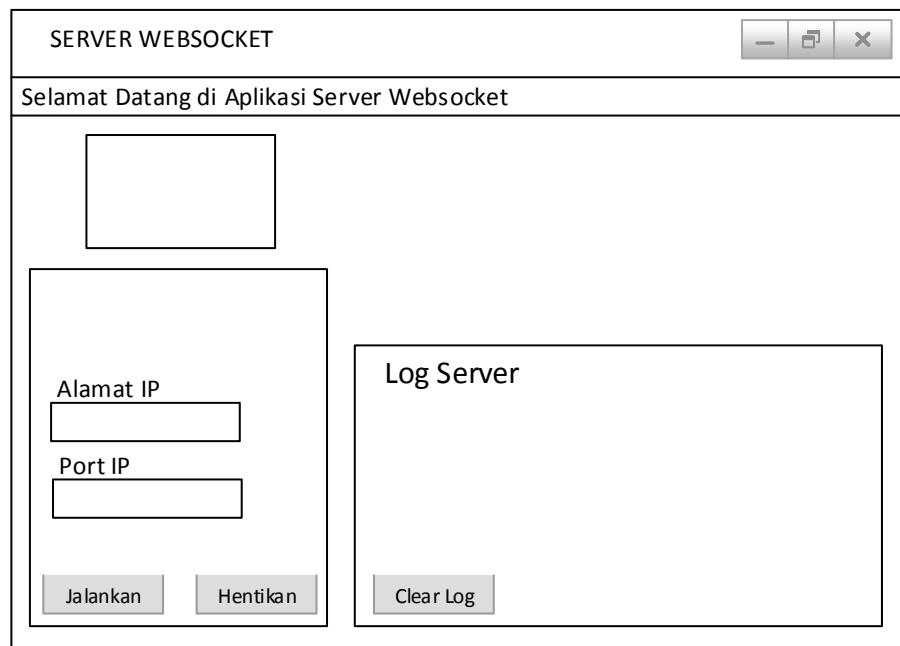 SERVER WEBSOCKET
Selamat Datang di Aplikasi Server Websocket
Alamat IP
Port IP
Jalankan
Hentikan
Log Server
Clear Log